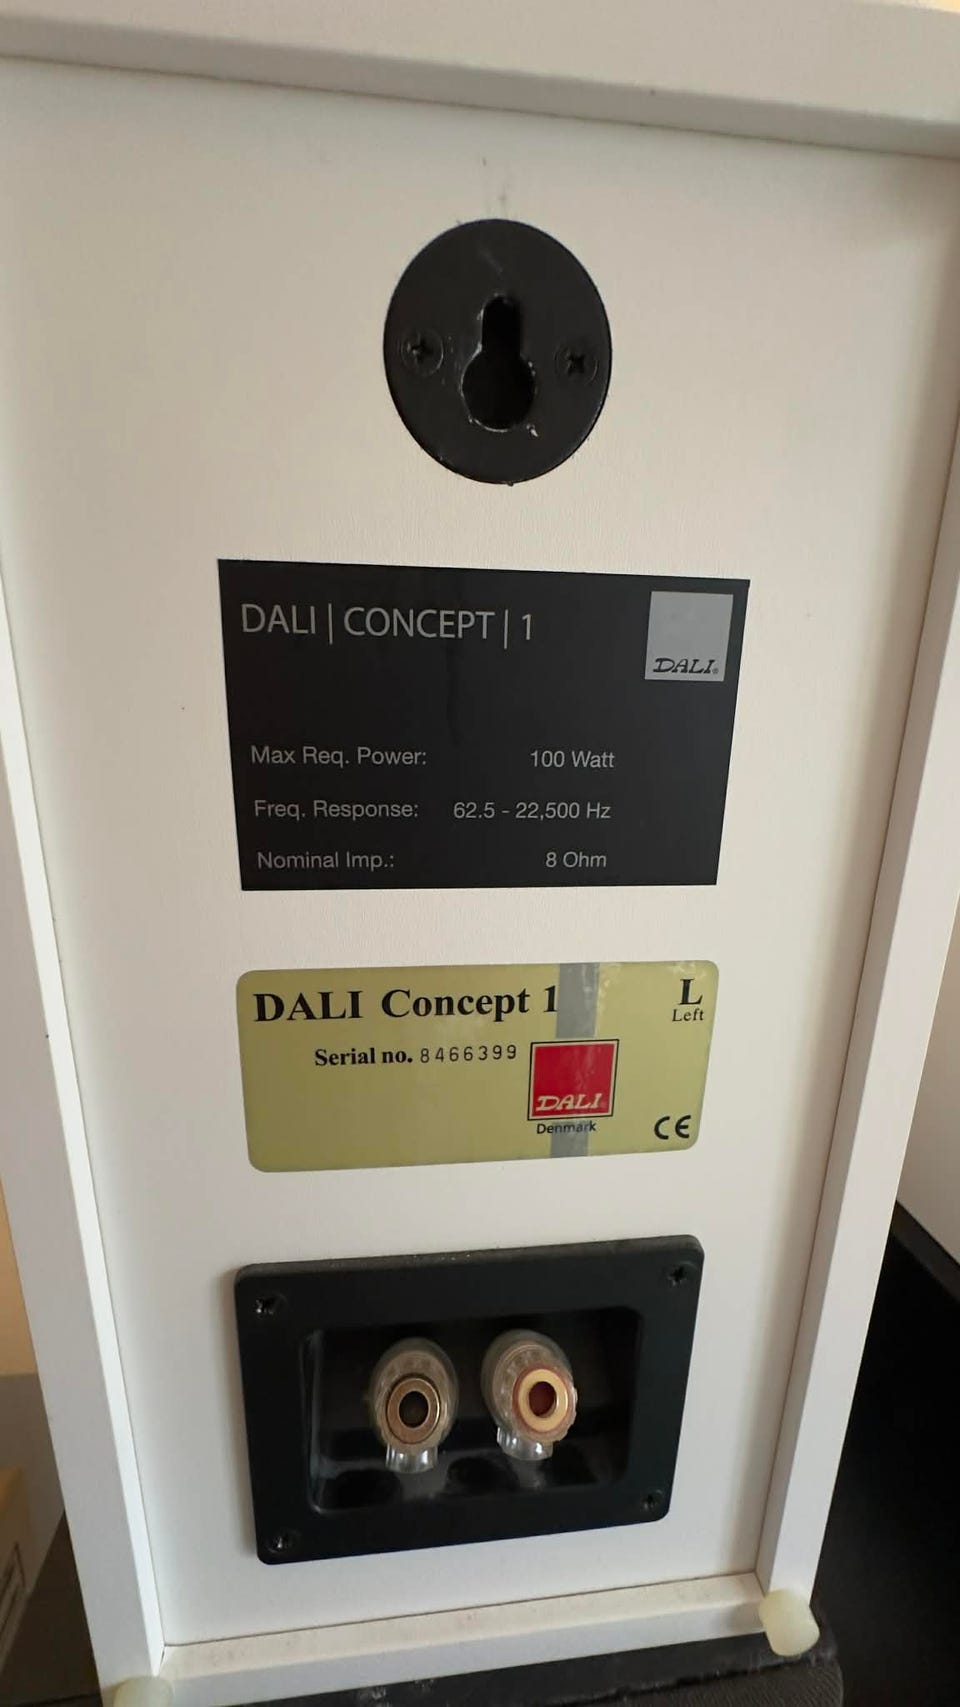 DALI | CONCEPT | 1
DALI®
Max Req. Power: 100 Watt
Freq. Response: 62.5 - 22,500 Hz
Nominal Imp.: 8 Ohm
DALI Concept 1
L
Left
Serial no. 8466399
DALI®
Denmark
CE